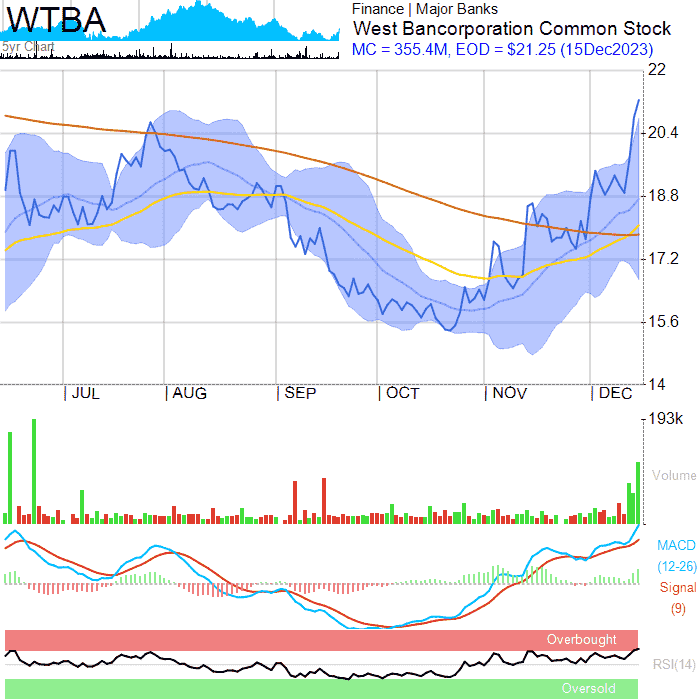 WTBA
5yr Chart
Finance | Major Banks
West Bancorporation Common Stock
MC = 355.4M, EOD = $21.25 (15Dec2023)
22
20.4
18.8
17.2
15.6
14
JUL AUG SEP OCT NOV DEC
193k
Volume
MACD
(12-26)
Signal
(9)
Overbought
RSI(14)
Oversold